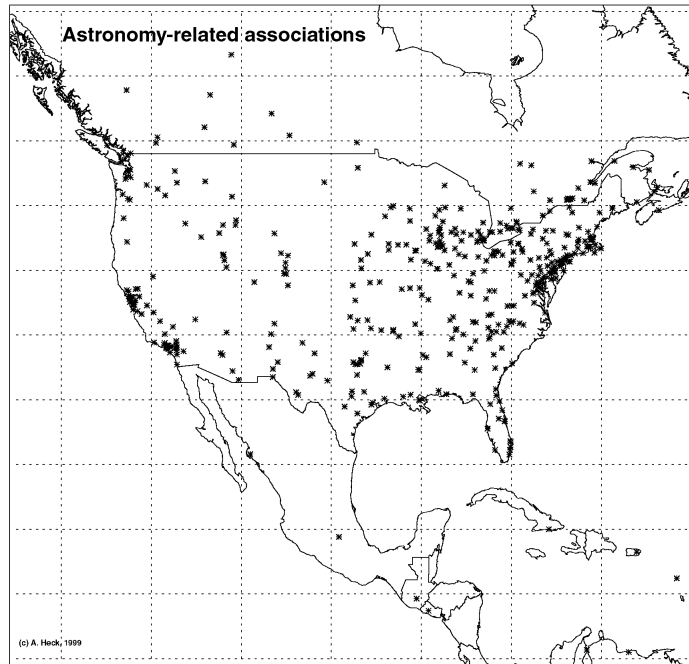 Astronomy-related associations
(c) A. Heck, 1999